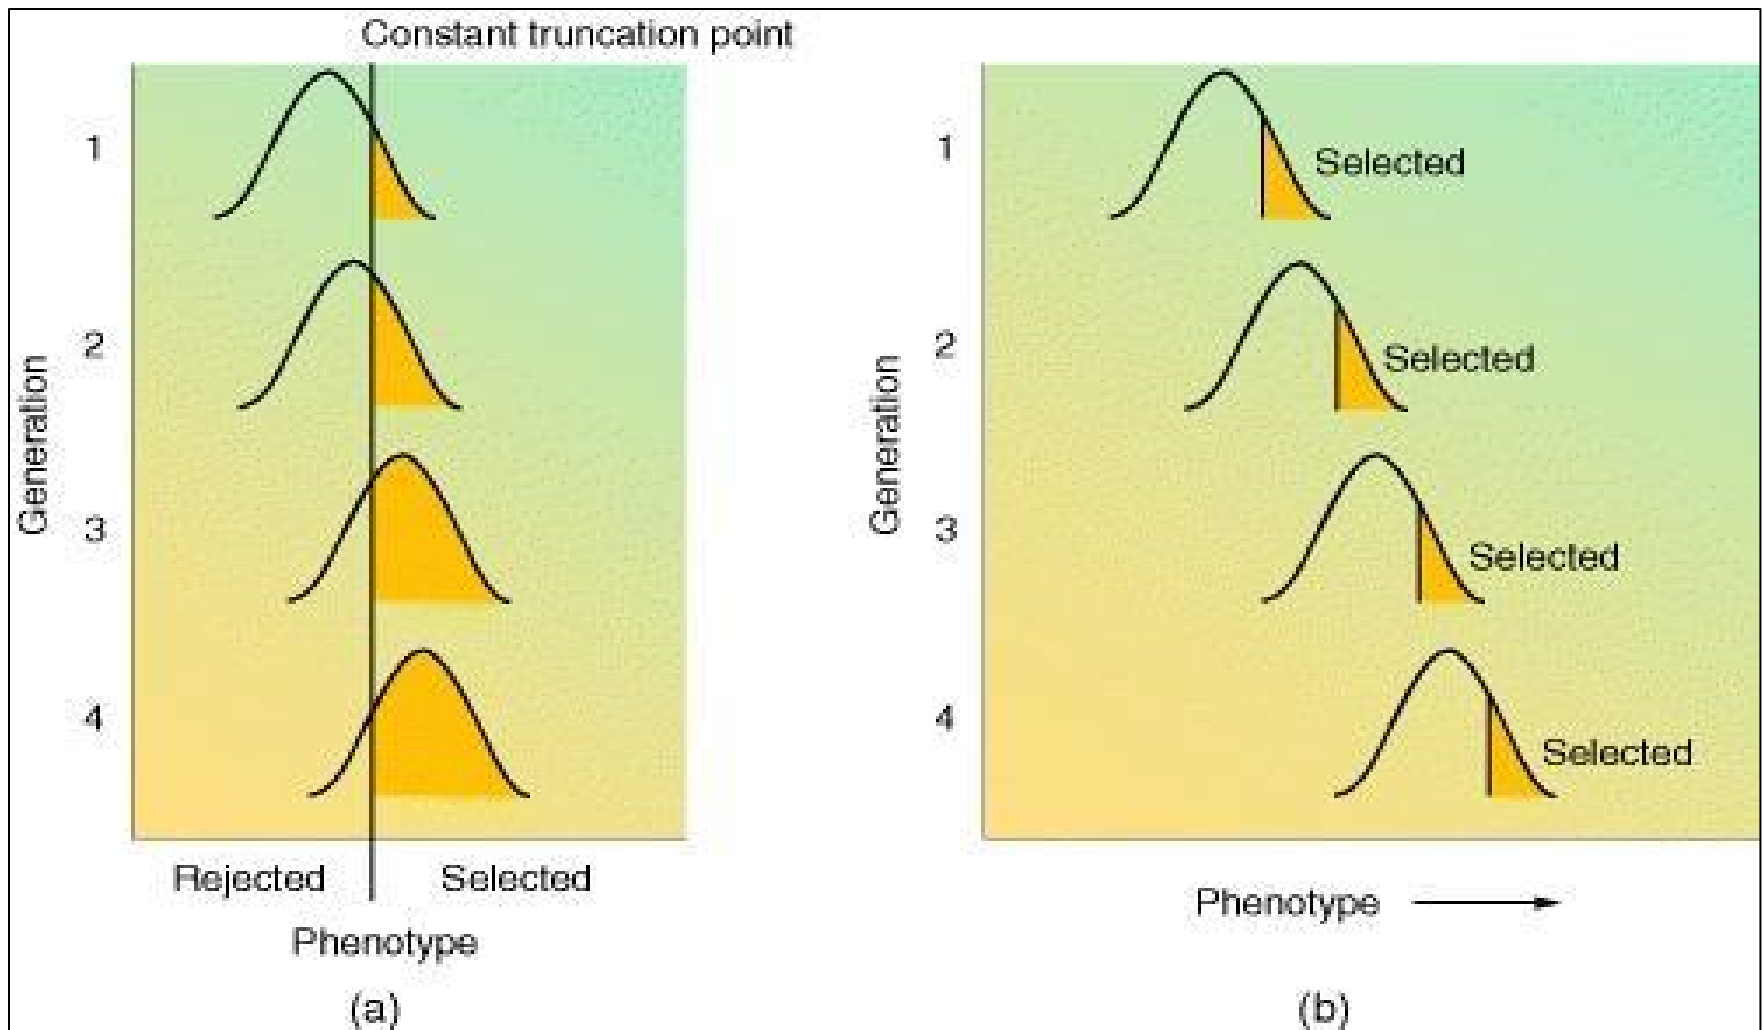 Constant truncation point
Generation
1
2
3
4
Rejected
Selected
Phenotype
(a)
Generation
1
Selected
2
Selected
3
Selected
4
Selected
Phenotype
(b)